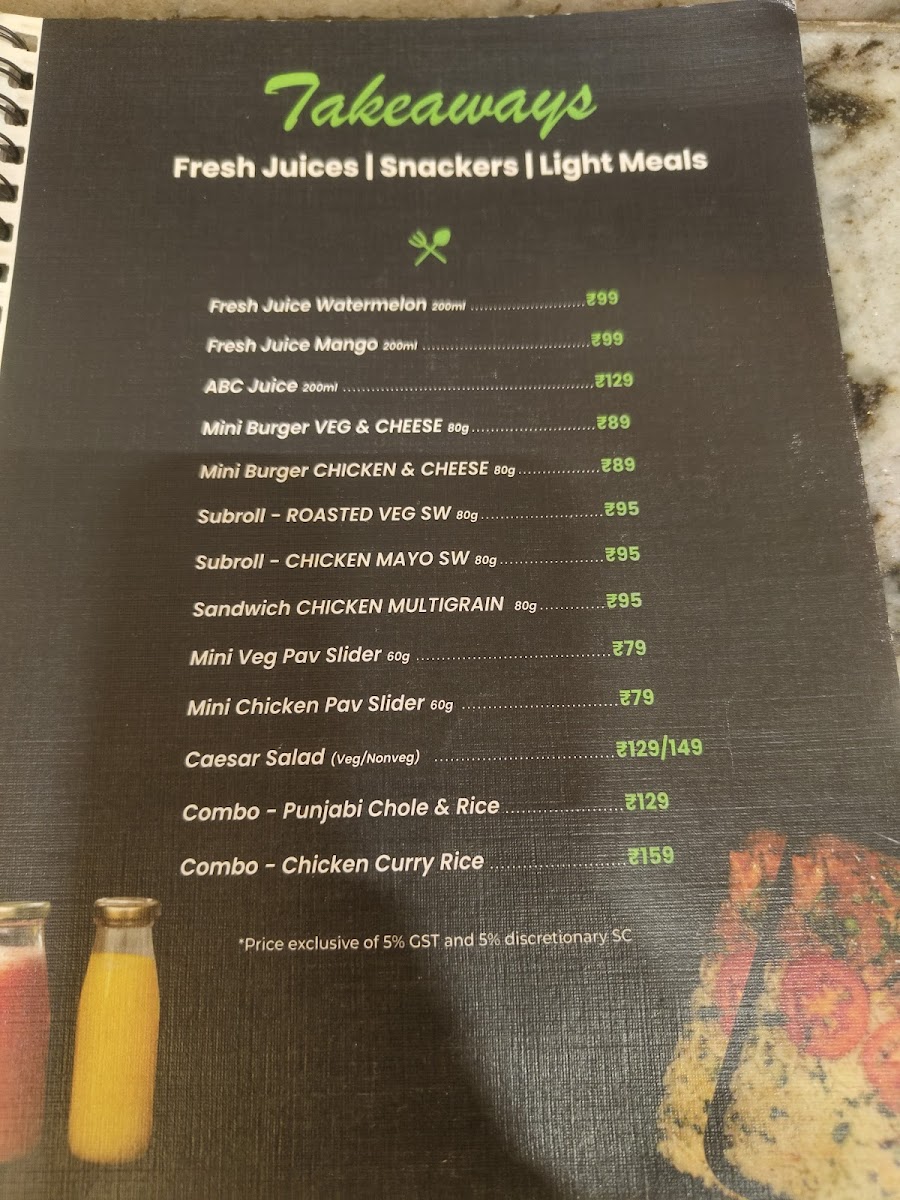 Takeaways
Fresh Juices | Snackers | Light Meals
Fresh Juice Watermelon 200ml ........................₹99
Fresh Juice Mango 200ml ....................................₹99
ABC Juice 200ml .....................................................₹129
Mini Burger VEG & CHEESE 80g..........................₹89
Mini Burger CHICKEN & CHEESE 80g.................₹89
Subroll - ROASTED VEG SW 80g..........................₹95
Subroll - CHICKEN MAYO SW 80g......................₹95
Sandwich CHICKEN MULTIGRAIN 80g..............₹95
Mini Veg Pav Slider 60g ........................................₹79
Mini Chicken Pav Slider 60g ................................₹79
Caesar Salad (Veg/Nonveg) ....................................₹129/149
Combo - Punjabi Chole & Rice ........................₹129
Combo - Chicken Curry Rice ...........................₹159
*Price exclusive of 5% GST and 5% discretionary SC